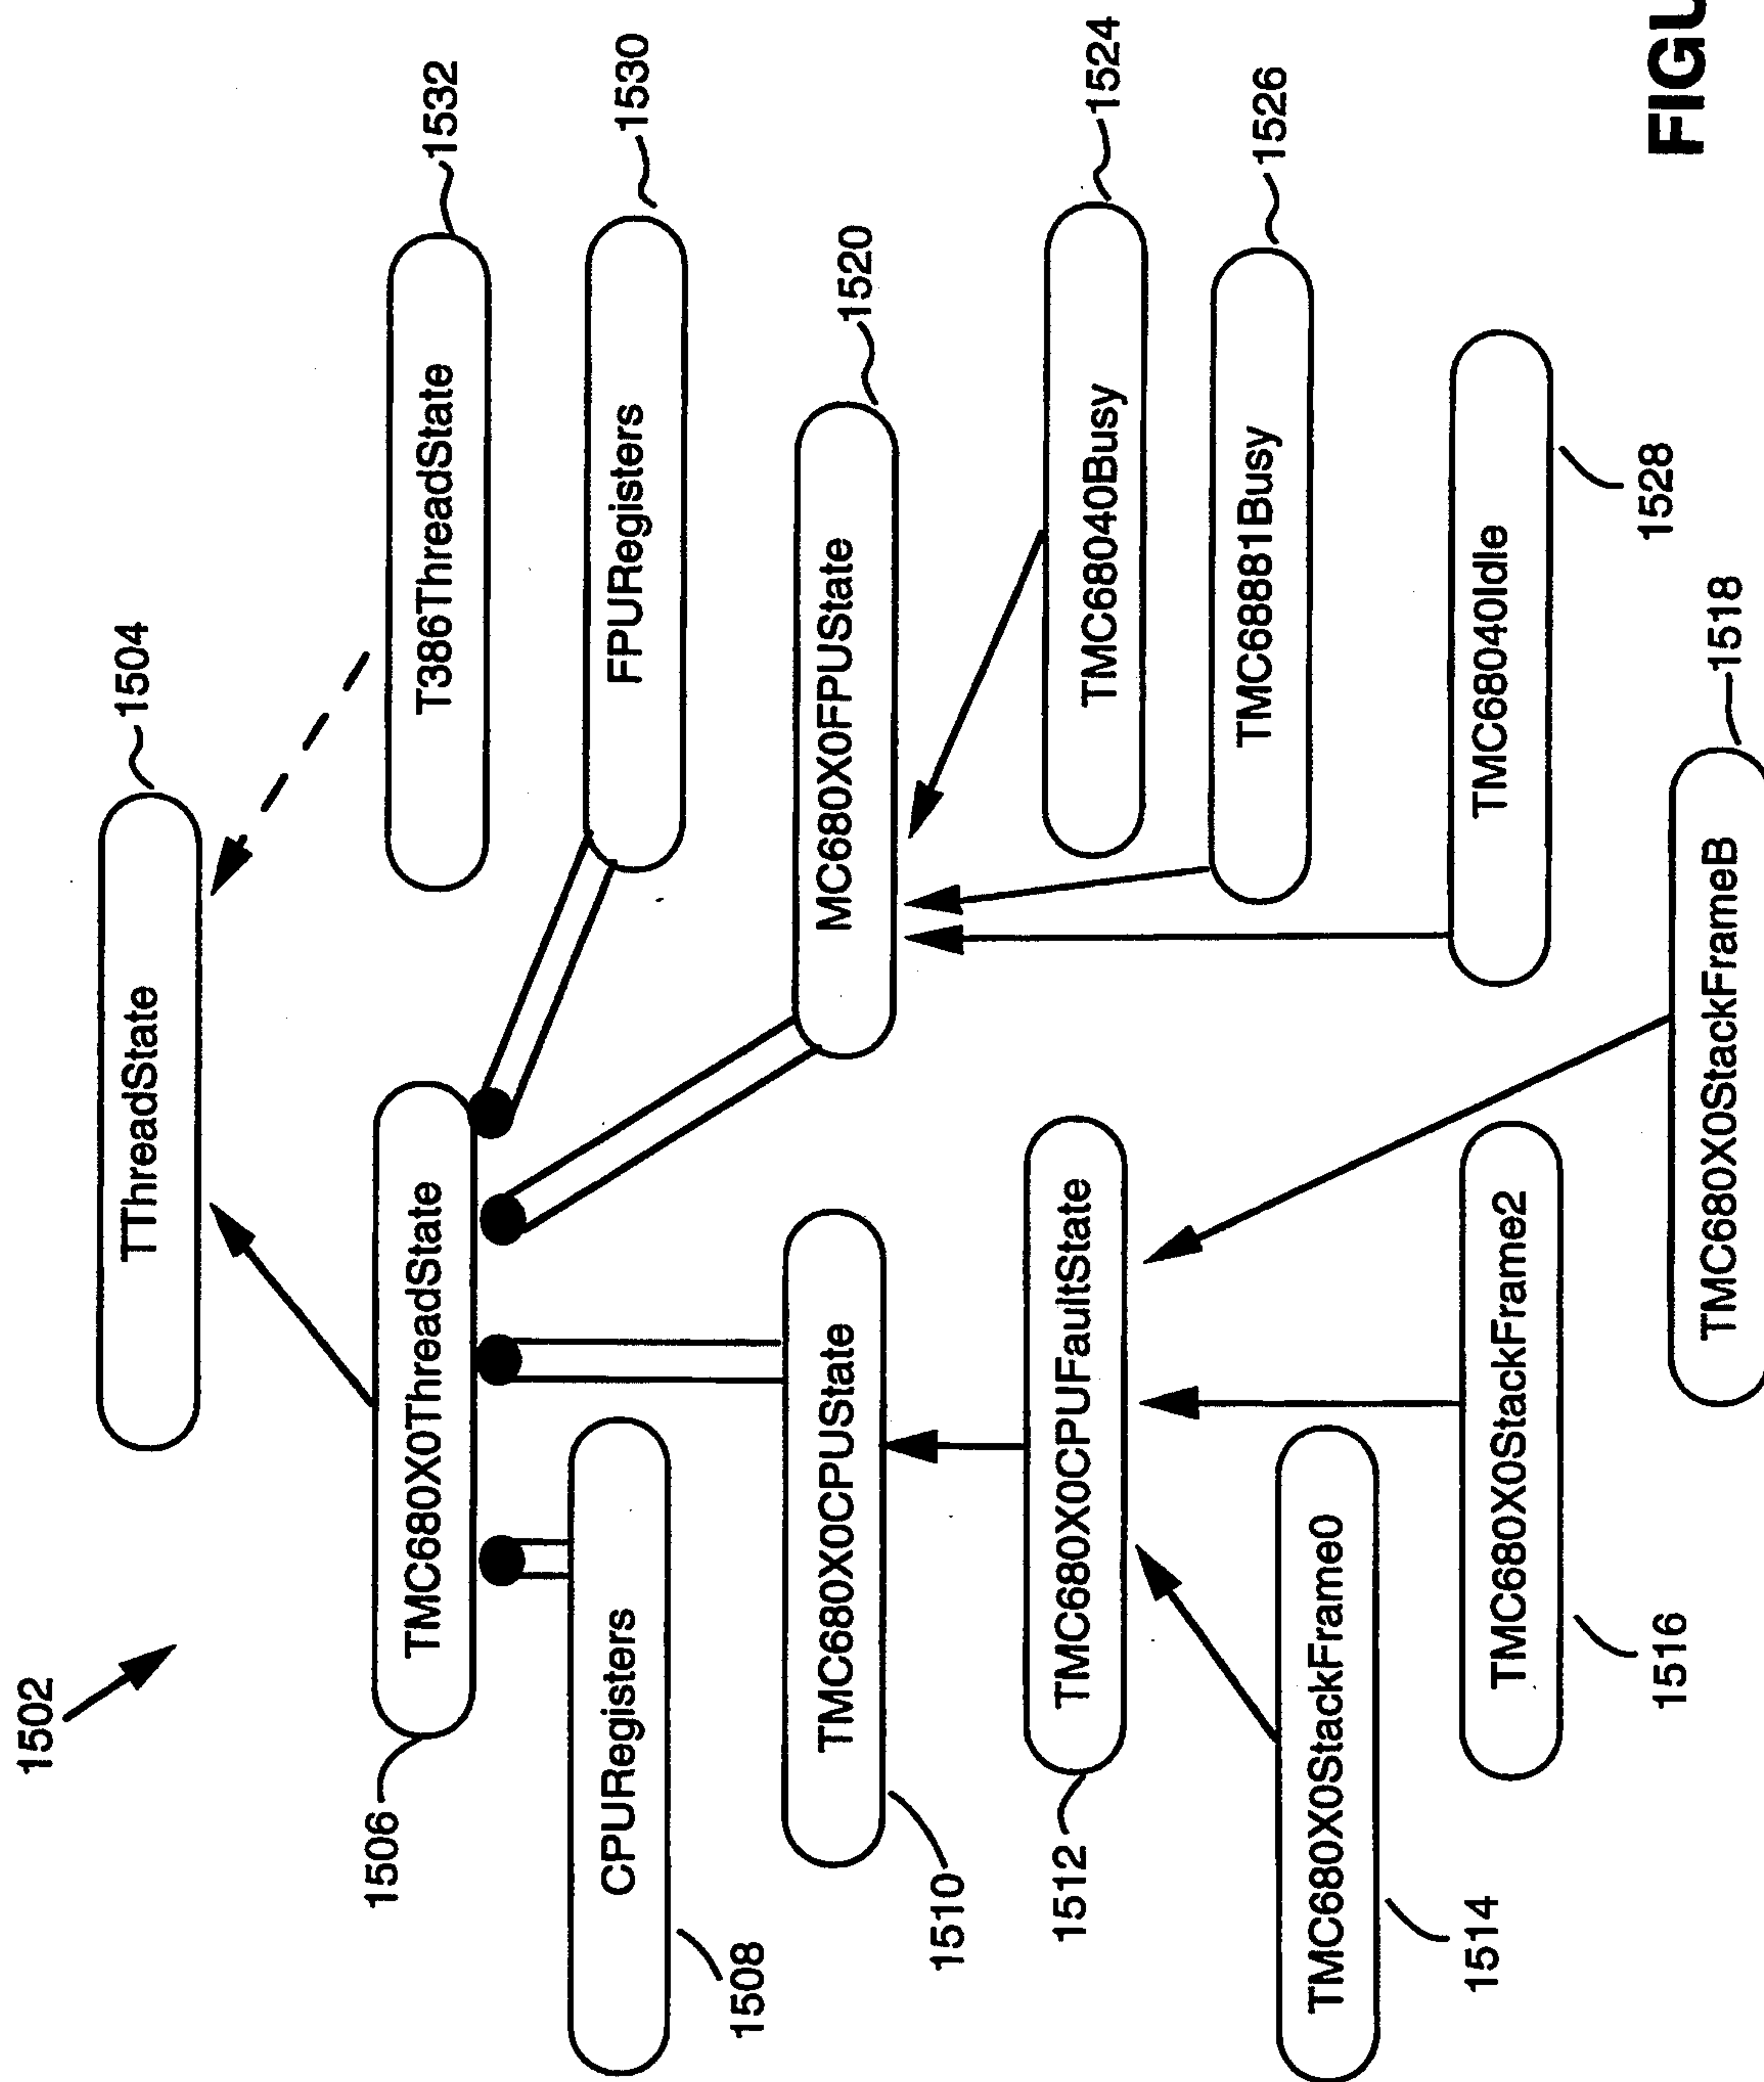 1502
TThreadState
1504
1506
TMC680X0ThreadState
T386ThreadState
1532
CPURegisters
1508
FPURegisters
1530
TMC680X0CPUState
1510
MC680X0FPUState
1520
TMC680X0CPUFaultState
1512
TMC68040Busy
1524
TMC68881Busy
1526
TMC680X0StackFrame0
1514
TMC680X0StackFrame2
1516
TMC68040Idle
1528
TMC680X0StackFrameB
1518
FIGU